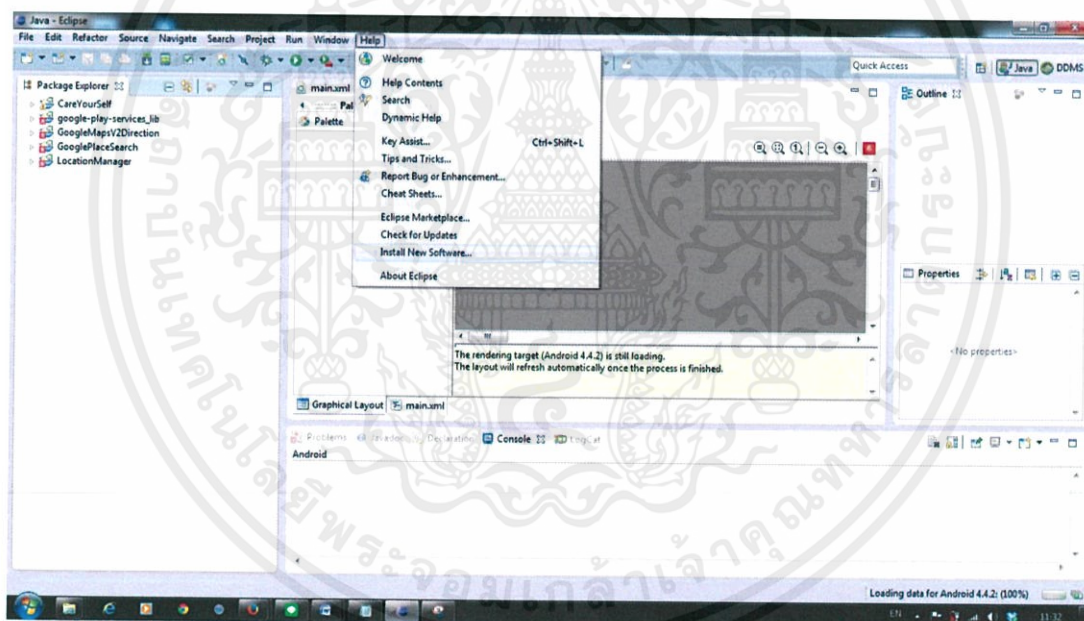 Java - Eclipse
File Edit Refactor Source Navigate Search Project Run Window Help
Quick Access
Java
DDMS
Package Explorer
CareYourSelf
google-play-services_lib
GoogleMapsV2Direction
GooglePlaceSearch
LocationManager
main.xml
Pal
Palette
Welcome
Help Contents
Search
Dynamic Help
Key Assist... Ctrl+Shift+L
Tips and Tricks...
Report Bug or Enhancement...
Cheat Sheets...
Eclipse Marketplace...
Check for Updates
Install New Software...
About Eclipse
Outline
Properties
<No properties>
The rendering target (Android 4.4.2) is still loading.
The layout will refresh automatically once the process is finished.
Graphical Layout main.xml
Problems Javadoc Declaration Console LogCat
Android
Loading data for Android 4.4.2: (100%)
EN 11:32